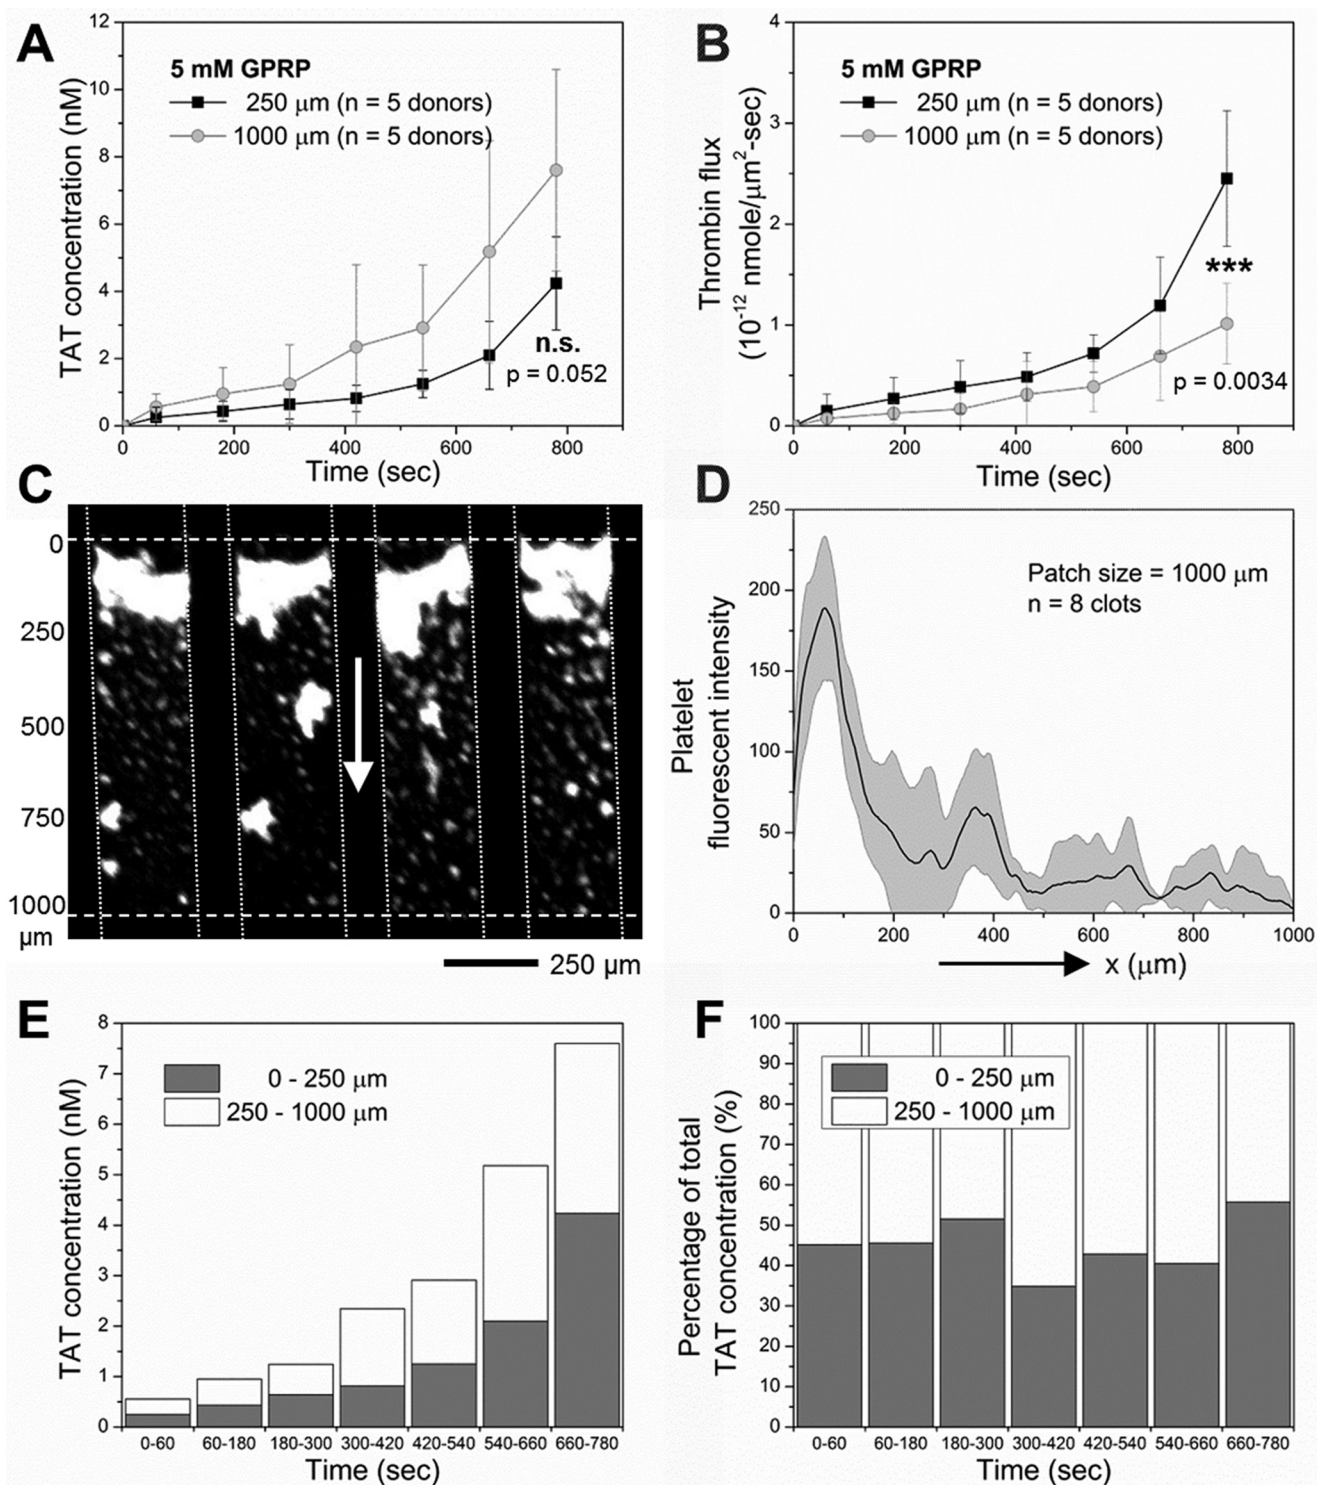 A
12
10
8
6
4
2
0
TAT concentration (nM)
5 mM GPRP
250 μm (n = 5 donors)
1000 μm (n = 5 donors)
n.s.
p = 0.052
0 200 400 600 800
Time (sec)
B
4
3
2
1
0
Thrombin flux
(10⁻¹² nmole/μm²-sec)
5 mM GPRP
250 μm (n = 5 donors)
1000 μm (n = 5 donors)
***
p = 0.0034
0 200 400 600 800
Time (sec)
C
0
250
500
750
1000
μm
250 μm
D
250
200
150
100
50
0
Platelet
fluorescent intensity
Patch size = 1000 μm
n = 8 clots
0 200 400 600 800 1000
x (μm)
E
8
7
6
5
4
3
2
1
0
TAT concentration (nM)
0 - 250 μm
250 - 1000 μm
0-60 60-180 180-300 300-420 420-540 540-660 660-780
Time (sec)
F
100
90
80
70
60
50
40
30
20
10
0
Percentage of total
TAT concentration (%)
0 - 250 μm
250 - 1000 μm
0-60 60-180 180-300 300-420 420-540 540-660 660-780
Time (sec)